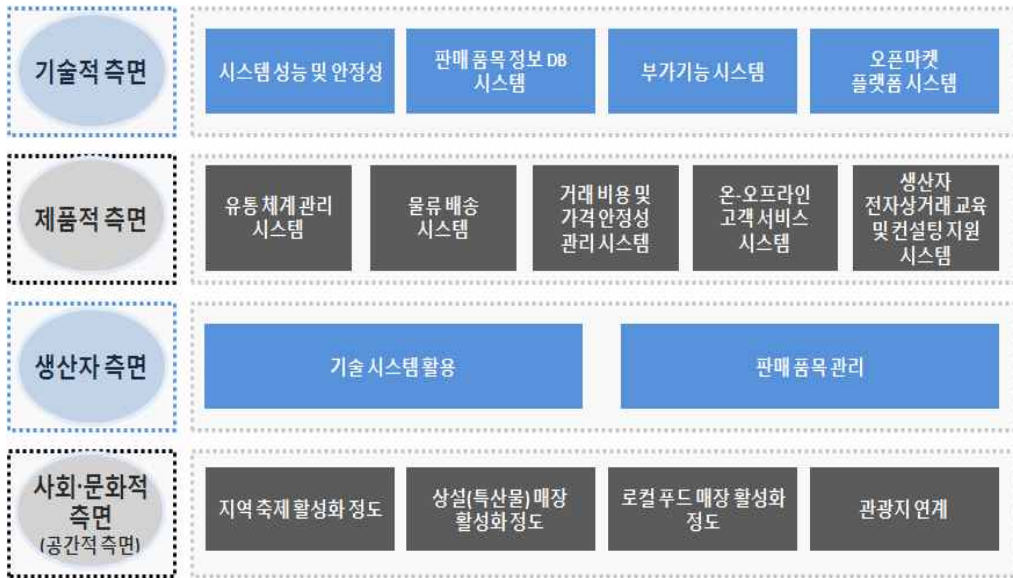 기술적 측면
시스템 성능 및 안정성
판매 품목 정보 DB
시스템
부가기능 시스템
오픈마켓
플랫폼 시스템
제품적 측면
유통 체계 관리
시스템
물류 배송
시스템
거래 비용 및
가격 안정성
관리 시스템
온-오프라인
고객 서비스
시스템
생산자
전자상거래 교육
및 컨설팅 지원
시스템
생산자 측면
기술 시스템 활용
판매 품목 관리
사회·문화적
측면
(공간적 측면)
지역 축제 활성화 정도
상설(특산물) 매장
활성화 정도
로컬 푸드 매장 활성화
정도
관광지 연계